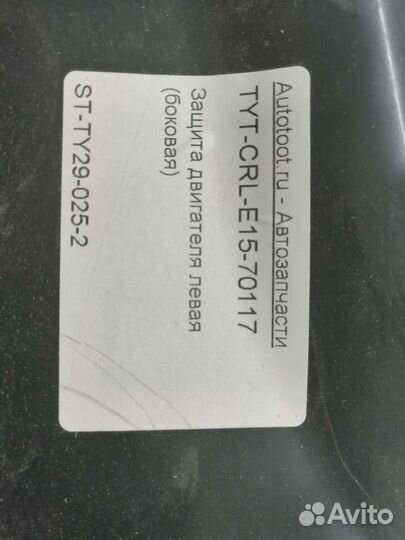 Autotoot.ru - Автозапчасти
TYT-CRL-E15-70117
Защита двигателя левая
(боковая)
ST-TY29-025-2
Avito